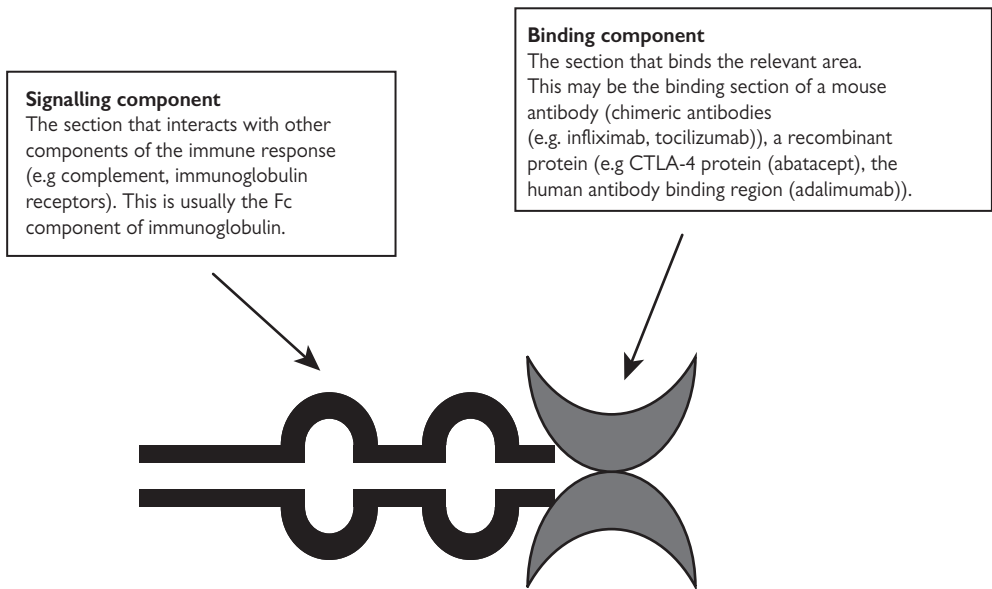 Signalling component
The section that interacts with other
components of the immune response
(e.g complement, immunoglobulin
receptors). This is usually the Fc
component of immunoglobulin.
Binding component
The section that binds the relevant area.
This may be the binding section of a mouse
antibody (chimeric antibodies
(e.g. infliximab, tocilizumab)), a recombinant
protein (e.g CTLA-4 protein (abatacept), the
human antibody binding region (adalimumab)).